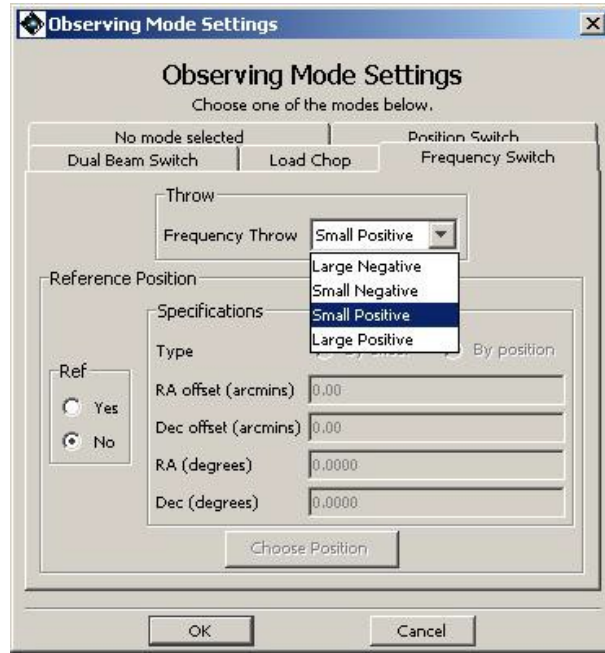 Observing Mode Settings
Observing Mode Settings
Choose one of the modes below.
No mode selected
Position Switch
Dual Beam Switch
Load Chop
Frequency Switch
Throw
Frequency Throw Small Positive
Large Negative
Small Negative
Small Positive
Large Positive
Reference Position
Specifications
Type By position
Ref
Yes
No
RA offset (arcmins) 0.00
Dec offset (arcmins) 0.00
RA (degrees) 0.0000
Dec (degrees) 0.0000
Choose Position
OK Cancel